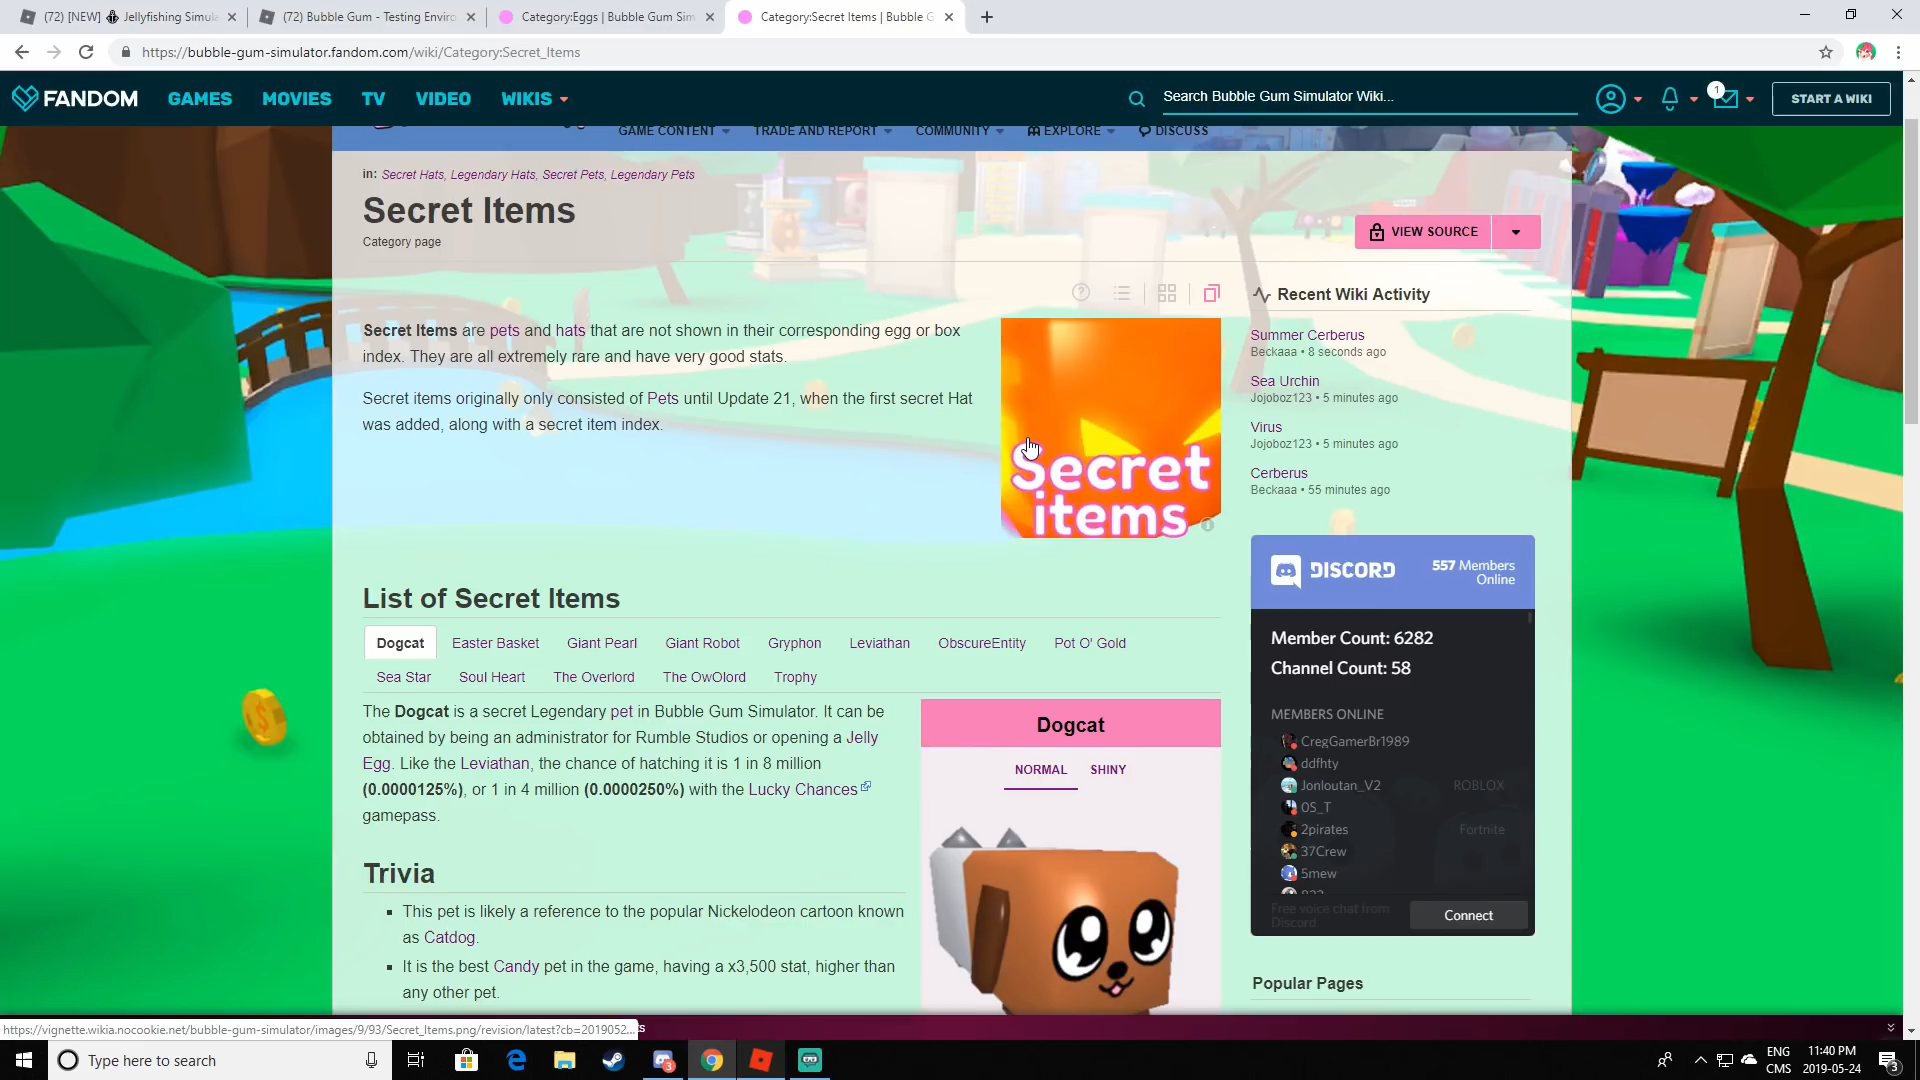 (72) [NEW] Jellyfishing Simula
(72) Bubble Gum - Testing Enviro
Category:Eggs | Bubble Gum Sim
Category:Secret Items | Bubble G
https://bubble-gum-simulator.fandom.com/wiki/Category:Secret_Items
FANDOM
GAMES
MOVIES
TV
VIDEO
WIKIS
Search Bubble Gum Simulator Wiki...
1
START A WIKI
GAME CONTENT
TRADE AND REPORT
COMMUNITY
EXPLORE
DISCUSS
in: Secret Hats, Legendary Hats, Secret Pets, Legendary Pets
Secret Items
Category page
VIEW SOURCE
Secret Items are pets and hats that are not shown in their corresponding egg or box
index. They are all extremely rare and have very good stats.
Secret items originally only consisted of Pets until Update 21, when the first secret Hat
was added, along with a secret item index.
Secret
items
Recent Wiki Activity
Summer Cerberus
Beckaaa • 8 seconds ago
Sea Urchin
Jojoboz123 • 5 minutes ago
Virus
Jojoboz123 • 5 minutes ago
Cerberus
Beckaaa • 55 minutes ago
DISCORD
557 Members
Online
Member Count: 6282
Channel Count: 58
MEMBERS ONLINE
CregGamerBr1989
ddfhty
Jonloutan_V2 ROBLOX
0S_T
2pirates Fortnite
37Crew
5mew
Free voice chat from
Discord
Connect
Popular Pages
List of Secret Items
Dogcat Easter Basket Giant Pearl Giant Robot Gryphon Leviathan ObscureEntity Pot O' Gold
Sea Star Soul Heart The Overlord The OwOlord Trophy
The Dogcat is a secret Legendary pet in Bubble Gum Simulator. It can be
obtained by being an administrator for Rumble Studios or opening a Jelly
Egg. Like the Leviathan, the chance of hatching it is 1 in 8 million
(0.0000125%), or 1 in 4 million (0.0000250%) with the Lucky Chances
gamepass.
Dogcat
NORMAL SHINY
Trivia
This pet is likely a reference to the popular Nickelodeon cartoon known
as Catdog.
It is the best Candy pet in the game, having a x3,500 stat, higher than
any other pet.
https://vignette.wikia.nocookie.net/bubble-gum-simulator/images/9/93/Secret_Items.png/revision/latest?cb=2019052...
Type here to search
3
ENG
CMS
11:40 PM
2019-05-24
3